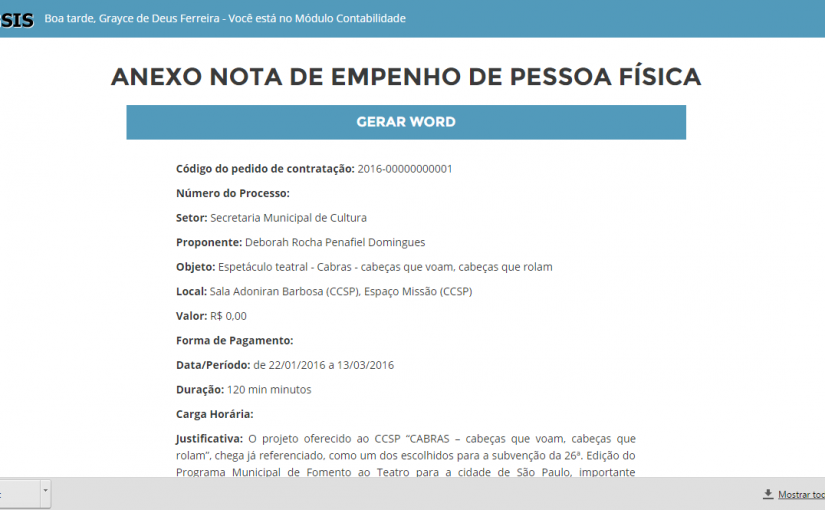 SIS Boa tarde, Grayce de Deus Ferreira - Você está no Módulo Contabilidade
ANEXO NOTA DE EMPENHO DE PESSOA FÍSICA
GERAR WORD
Código do pedido de contratação: 2016-00000000001
Número do Processo:
Setor: Secretaria Municipal de Cultura
Proponente: Deborah Rocha Penafiel Domingues
Objeto: Espetáculo teatral - Cabras - cabeças que voam, cabeças que rolam
Local: Sala Adoniran Barbosa (CCSP), Espaço Missão (CCSP)
Valor: R$ 0,00
Forma de Pagamento:
Data/Período: de 22/01/2016 a 13/03/2016
Duração: 120 min minutos
Carga Horária:
Justificativa: O projeto oferecido ao CCSP “CABRAS – cabeças que voam, cabeças que
rolam”, chega já referenciado, como um dos escolhidos para a subvenção da 26ª. Edição do
Programa Municipal de Fomento ao Teatro para a cidade de São Paulo, importante
Mostrar